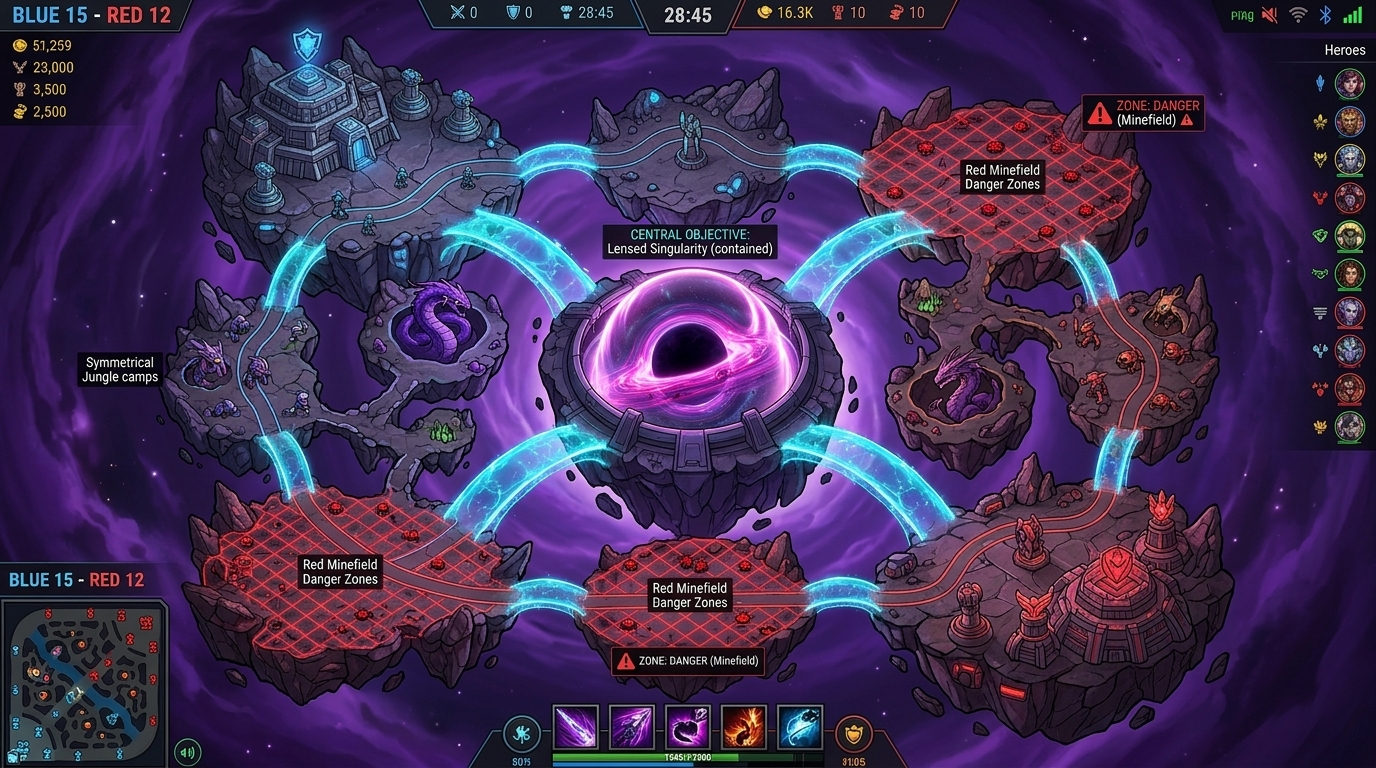 BLUE 15 - RED 12
0
0
28:45
28:45
16.3K
10
10
51,259
23,000
3,500
2,500
Heroes
ZONE: DANGER
(Minefield)
Red Minefield
Danger Zones
CENTRAL OBJECTIVE:
Lensed Singularity (contained)
Symmetrical
Jungle camps
Red Minefield
Danger Zones
Red Minefield
Danger Zones
ZONE: DANGER (Minefield)
BLUE 15 - RED 12